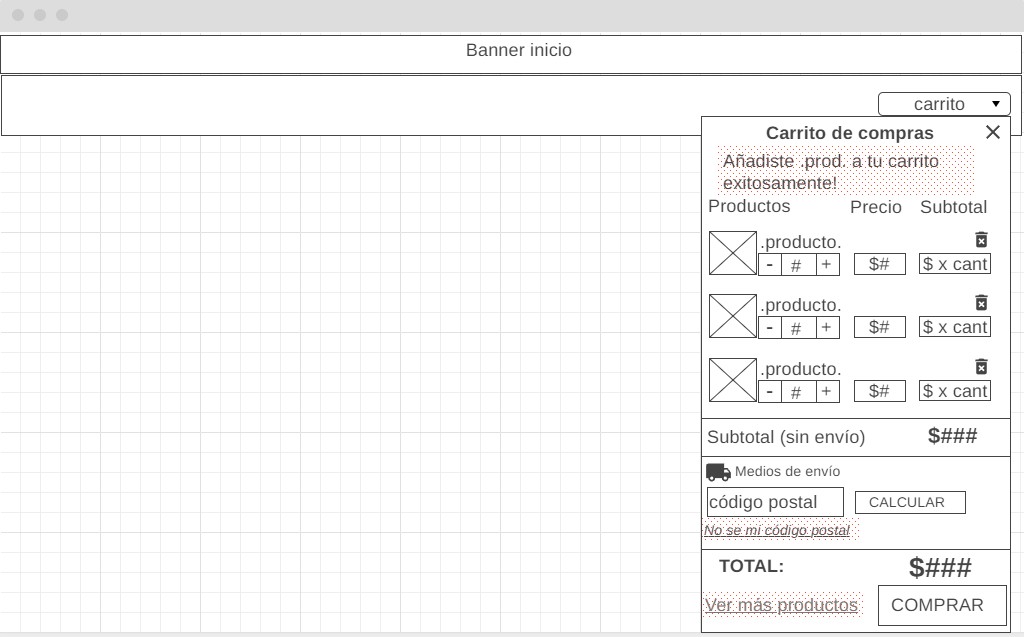 Banner inicio
carrito
Carrito de compras
Añadiste .prod. a tu carrito
exitosamente!
Productos Precio Subtotal
.producto.
- # + $# $ x cant
.producto.
- # + $# $ x cant
.producto.
- # + $# $ x cant
Subtotal (sin envío) $###
Medios de envío
código postal CALCULAR
No se mi código postal
TOTAL: $###
Ver más productos COMPRAR